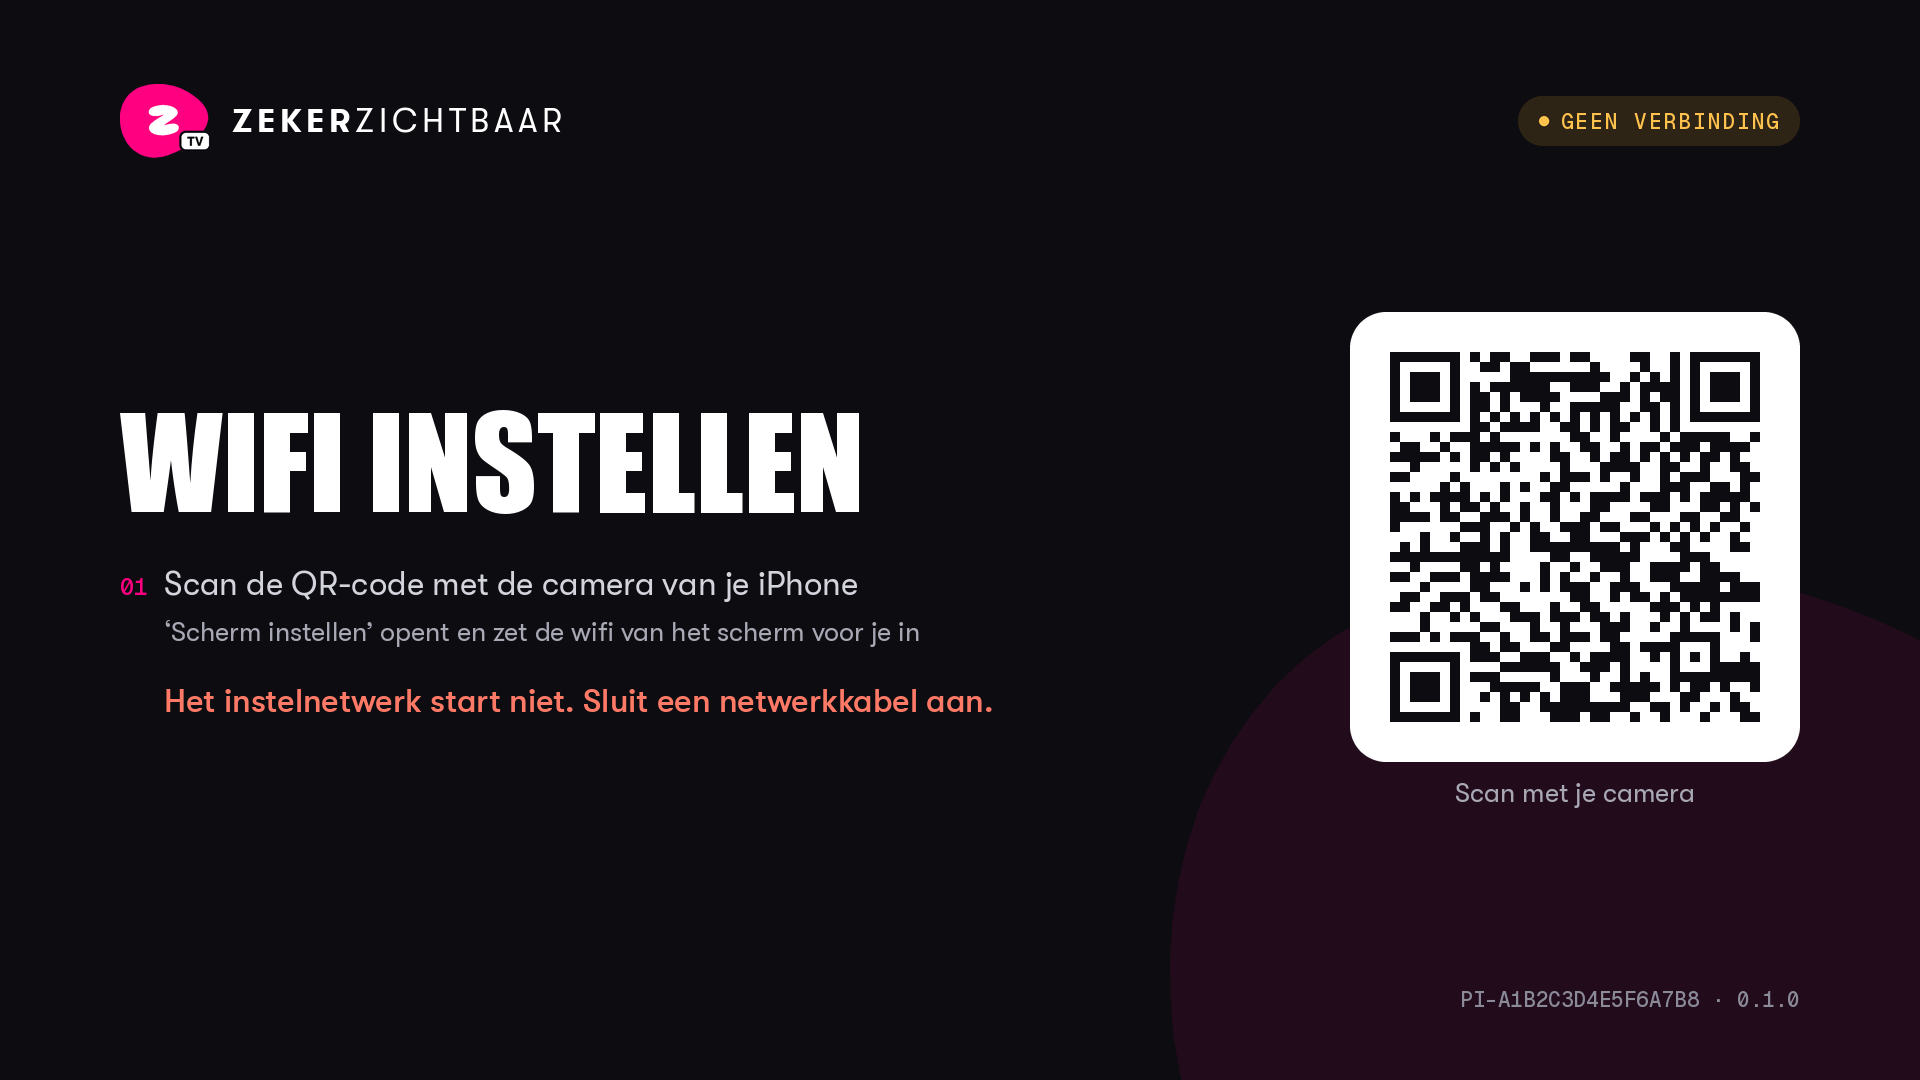 TV
ZEKERZICHTBAAR
GEEN VERBINDING
WIFI INSTELLEN
01 Scan de QR-code met de camera van je iPhone
‘Scherm instellen’ opent en zet de wifi van het scherm voor je in
Het instelnetwerk start niet. Sluit een netwerkkabel aan.
Scan met je camera
PI-A1B2C3D4E5F6A7B8 · 0.1.0